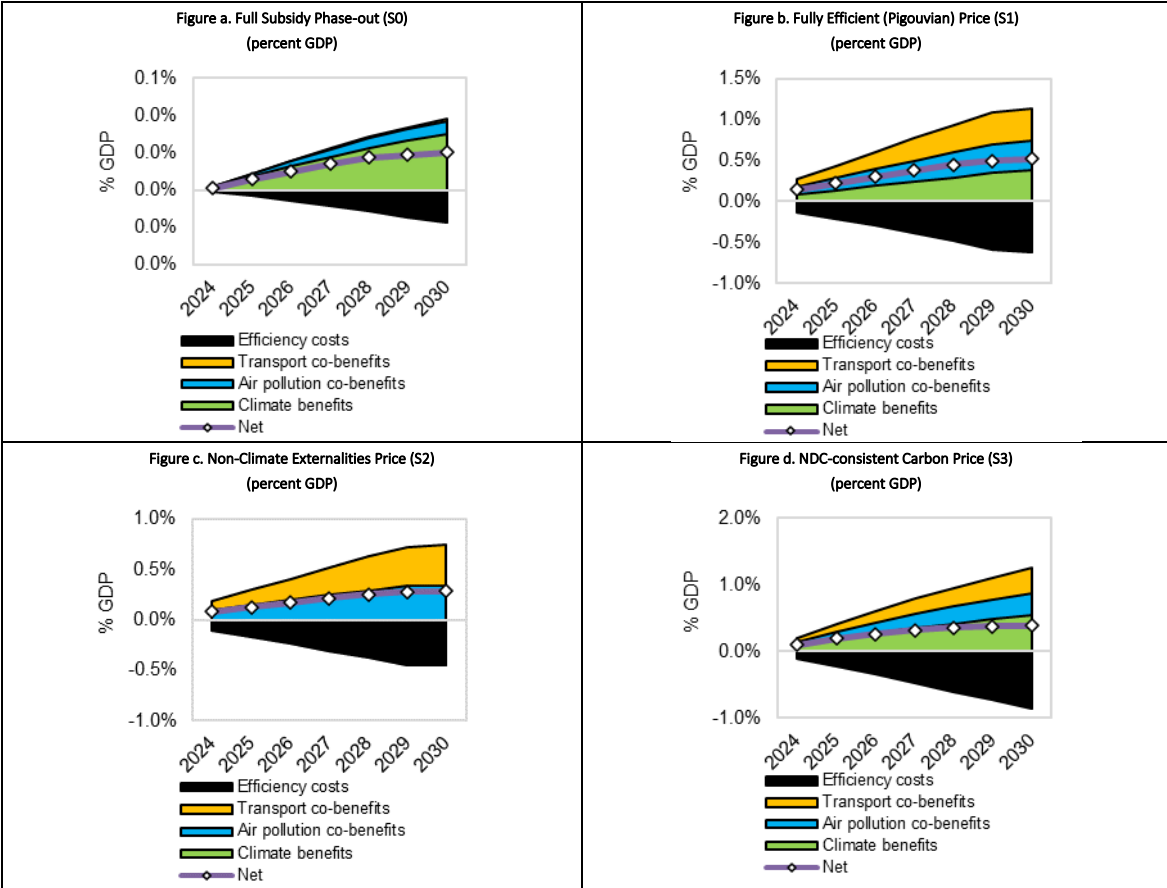 Figure a. Full Subsidy Phase-out (S0)
(percent GDP)
0.1%
0.0%
0.0%
0.0%
0.0%
0.0%
% GDP
2024
2025
2026
2027
2028
2029
2030
Efficiency costs
Transport co-benefits
Air pollution co-benefits
Climate benefits
Net
Figure b. Fully Efficient (Pigouvian) Price (S1)
(percent GDP)
1.5%
1.0%
0.5%
0.0%
-0.5%
-1.0%
% GDP
2024
2025
2026
2027
2028
2029
2030
Efficiency costs
Transport co-benefits
Air pollution co-benefits
Climate benefits
Net
Figure c. Non-Climate Externalities Price (S2)
(percent GDP)
1.0%
0.5%
0.0%
-0.5%
-1.0%
% GDP
2024
2025
2026
2027
2028
2029
2030
Efficiency costs
Transport co-benefits
Air pollution co-benefits
Climate benefits
Net
Figure d. NDC-consistent Carbon Price (S3)
(percent GDP)
2.0%
1.0%
0.0%
-1.0%
% GDP
2024
2025
2026
2027
2028
2029
2030
Efficiency costs
Transport co-benefits
Air pollution co-benefits
Climate benefits
Net